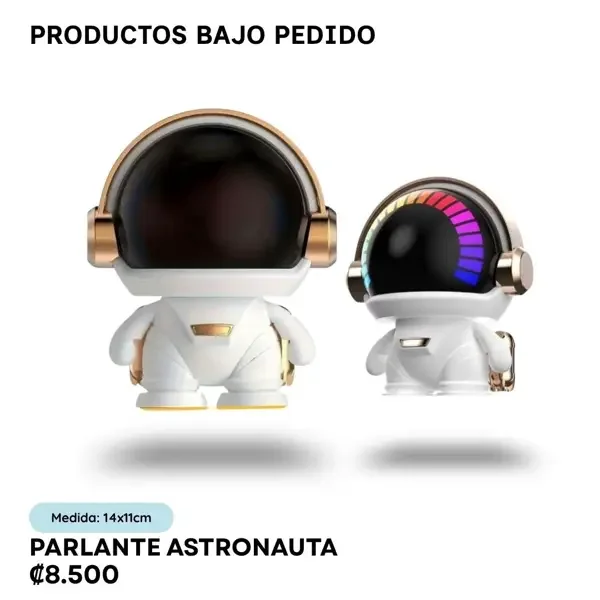 PRODUCTOS BAJO PEDIDO
Medida: 14x11cm
PARLANTE ASTRONAUTA
₡8.500